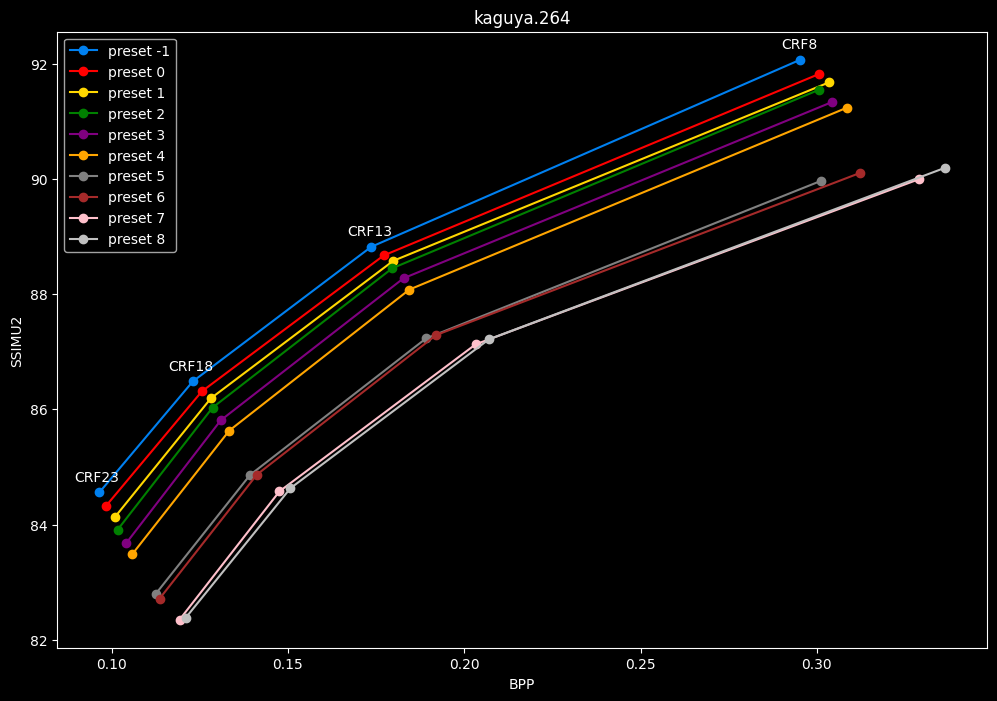 kaguya.264
preset -1
preset 0
preset 1
preset 2
preset 3
preset 4
preset 5
preset 6
preset 7
preset 8
CRF8
CRF13
CRF18
CRF23
92
90
88
86
84
82
SSIMU2
0.10 0.15 0.20 0.25 0.30
BPP